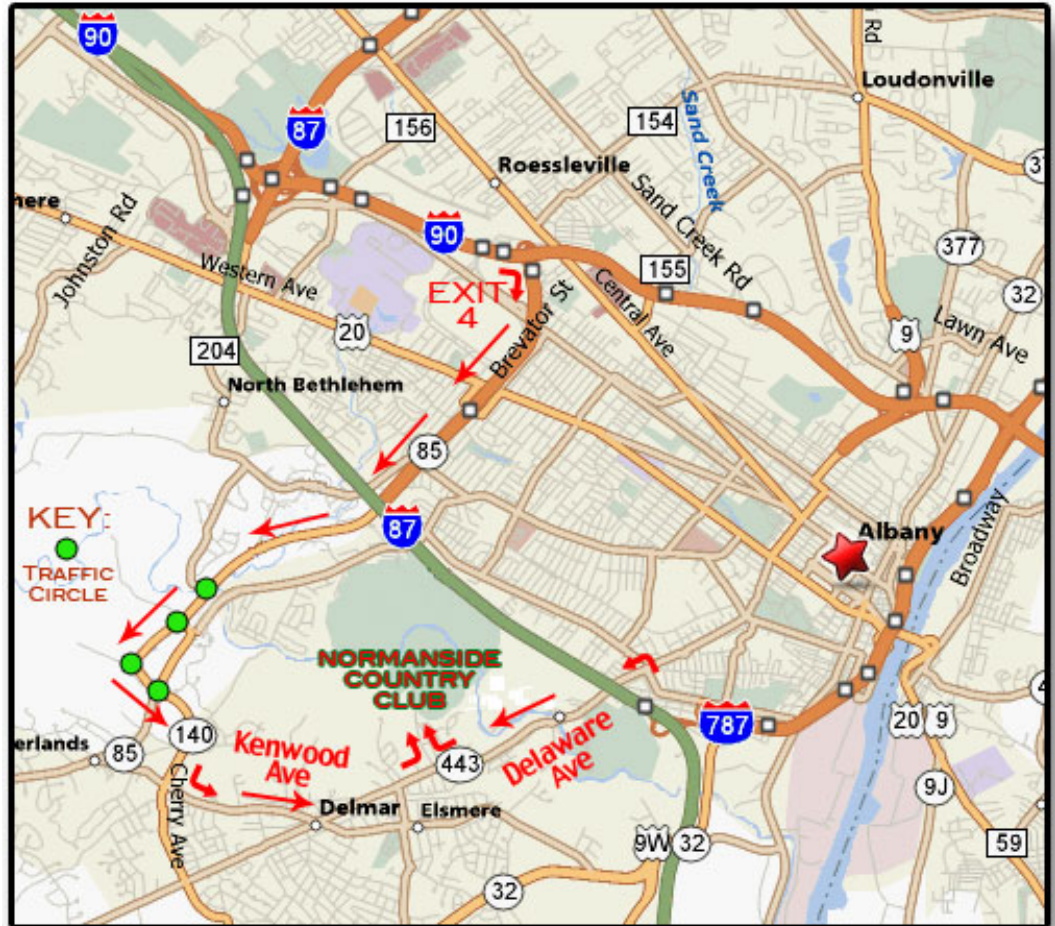 90
87
156
154
Sand Creek
Loudonville
Rd
Roessleville
Sand Creek Rd
377
32
Johnston Rd
Western Ave
90
155
EXIT
4
Brevator St
Central Ave
20
9
Lawn Ave
204
North Bethlehem
85
87
KEY:
TRAFFIC
CIRCLE
Albany
Broadway
NORMANSIDE
COUNTRY
CLUB
787
20
9
85
140
Kenwood
Ave
443
Delaware
Ave
Cherry Ave
Delmar
Elsmere
9J
9W
32
59
32